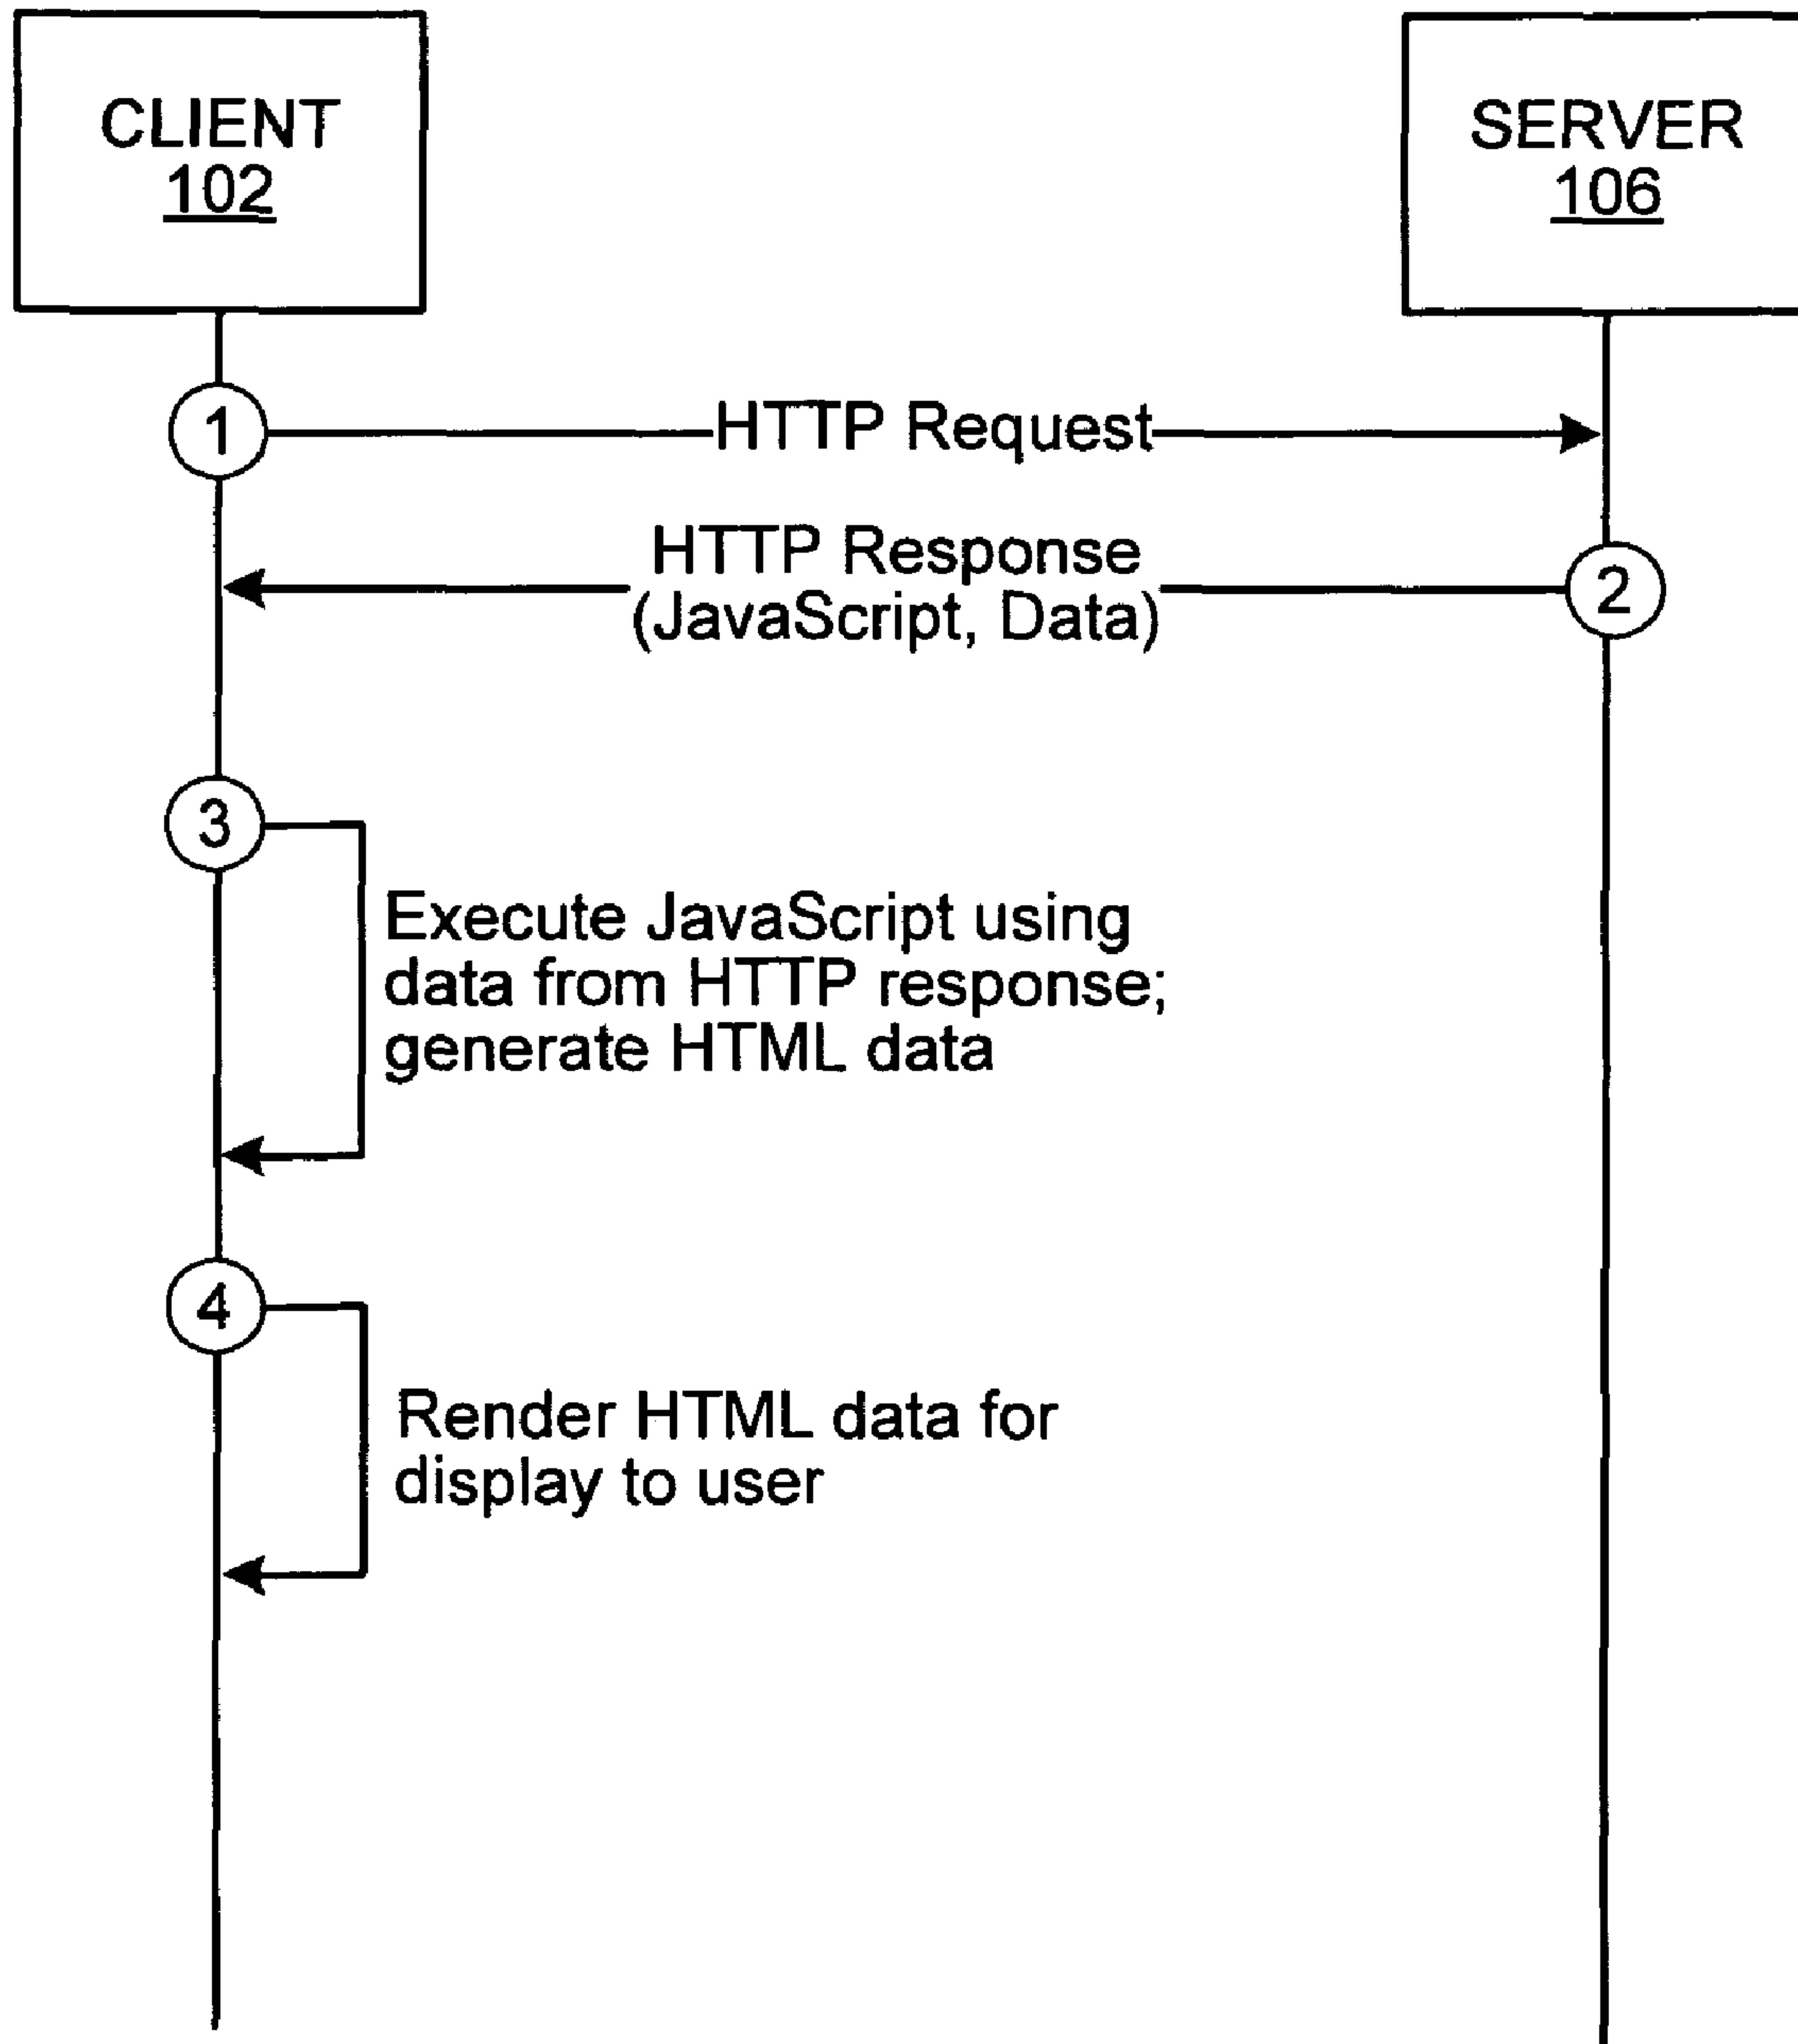 CLIENT
102
SERVER
106
1
HTTP Request
HTTP Response
(JavaScript, Data)
2
3
Execute JavaScript using
data from HTTP response;
generate HTML data
4
Render HTML data for
display to user